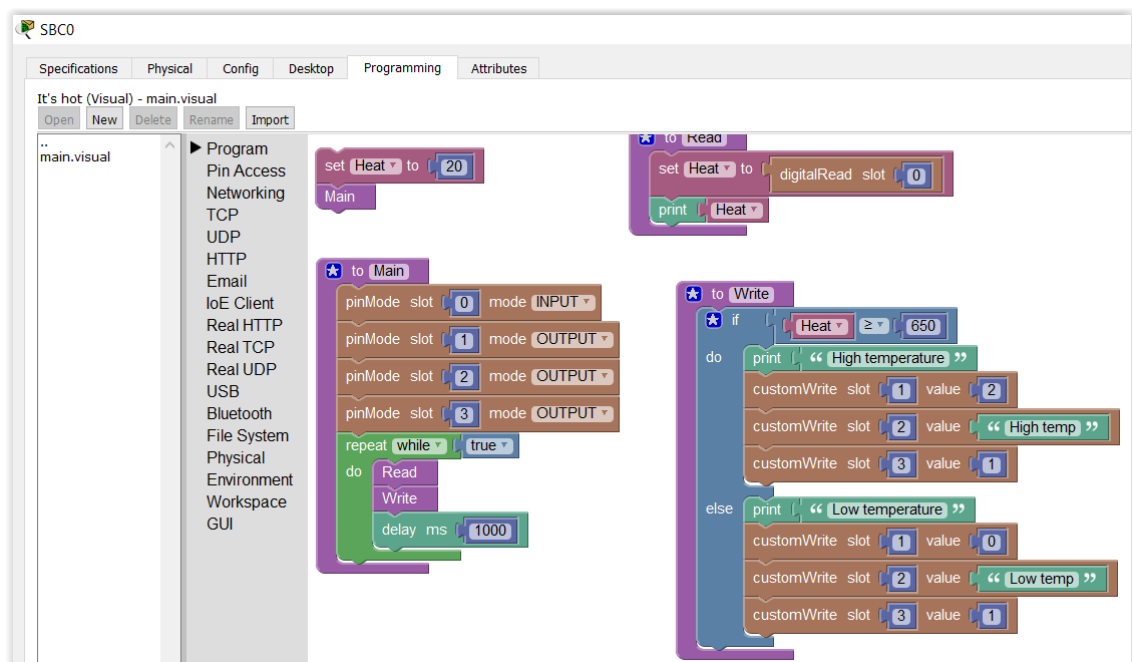 SBC0
Specifications Physical Config Desktop Programming Attributes
It's hot (Visual) - main.visual
Open New Delete Rename Import
..
main.visual
Program
Pin Access
Networking
TCP
UDP
HTTP
Email
IoE Client
Real HTTP
Real TCP
Real UDP
USB
Bluetooth
File System
Physical
Environment
Workspace
GUI
set Heat to 20
Main
to Read
set Heat to digitalRead slot 0
print Heat
to Main
pinMode slot 0 mode INPUT
pinMode slot 1 mode OUTPUT
pinMode slot 2 mode OUTPUT
pinMode slot 3 mode OUTPUT
repeat while true
do Read
Write
delay ms 1000
to Write
if Heat ≥ 650
do print “ High temperature ”
customWrite slot 1 value 2
customWrite slot 2 value “ High temp ”
customWrite slot 3 value 1
else print “ Low temperature ”
customWrite slot 1 value 0
customWrite slot 2 value “ Low temp ”
customWrite slot 3 value 1